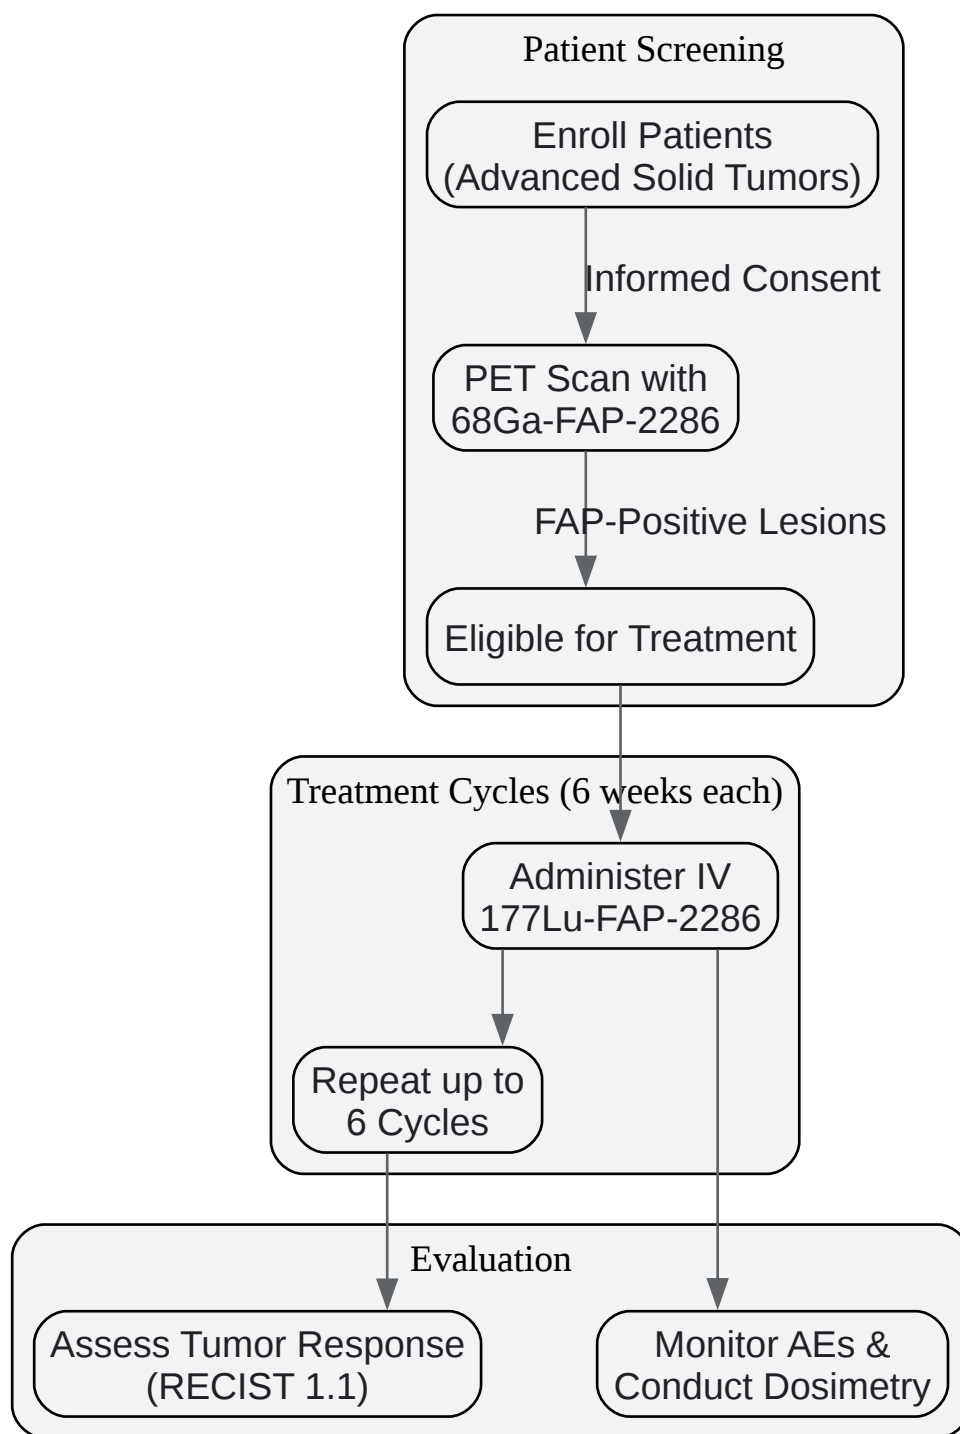 Patient Screening
Enroll Patients
(Advanced Solid Tumors)
Informed Consent
PET Scan with
68Ga-FAP-2286
FAP-Positive Lesions
Eligible for Treatment
Treatment Cycles (6 weeks each)
Administer IV
177Lu-FAP-2286
Repeat up to
6 Cycles
Evaluation
Assess Tumor Response
(RECIST 1.1)
Monitor AEs &
Conduct Dosimetry